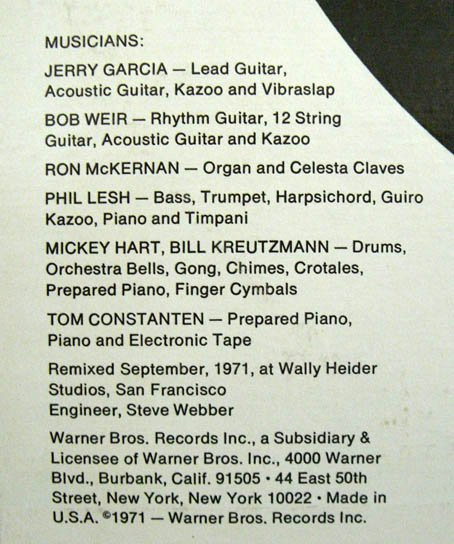 MUSICIANS:
JERRY GARCIA — Lead Guitar,
Acoustic Guitar, Kazoo and Vibraslap
BOB WEIR — Rhythm Guitar, 12 String
Guitar, Acoustic Guitar and Kazoo
RON McKERNAN — Organ and Celesta Claves
PHIL LESH — Bass, Trumpet, Harpsichord, Guiro
Kazoo, Piano and Timpani
MICKEY HART, BILL KREUTZMANN — Drums,
Orchestra Bells, Gong, Chimes, Crotales,
Prepared Piano, Finger Cymbals
TOM CONSTANTEN — Prepared Piano,
Piano and Electronic Tape
Remixed September, 1971, at Wally Heider
Studios, San Francisco
Engineer, Steve Webber
Warner Bros. Records Inc., a Subsidiary &
Licensee of Warner Bros. Inc., 4000 Warner
Blvd., Burbank, Calif. 91505 • 44 East 50th
Street, New York, New York 10022 • Made in
U.S.A. ©1971 — Warner Bros. Records Inc.